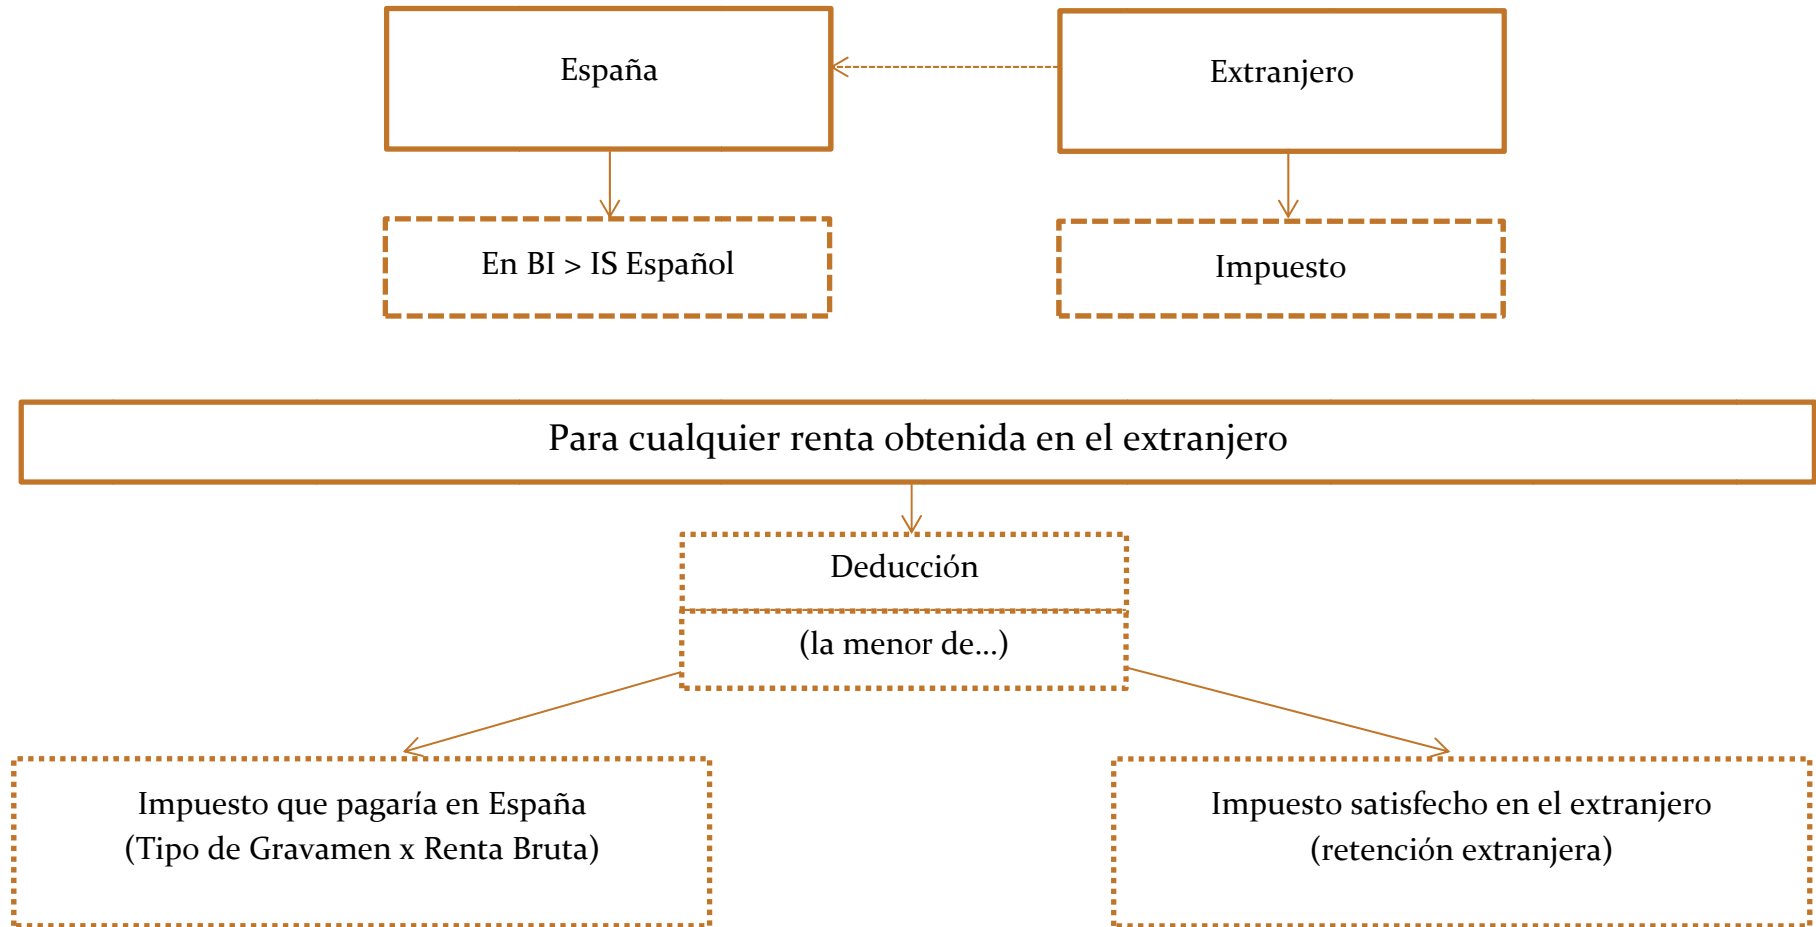 España
Extranjero
En BI > IS Español
Impuesto
Para cualquier renta obtenida en el extranjero
Deducción
(la menor de...)
Impuesto que pagaría en España
(Tipo de Gravamen x Renta Bruta)
Impuesto satisfecho en el extranjero
(retención extranjera)